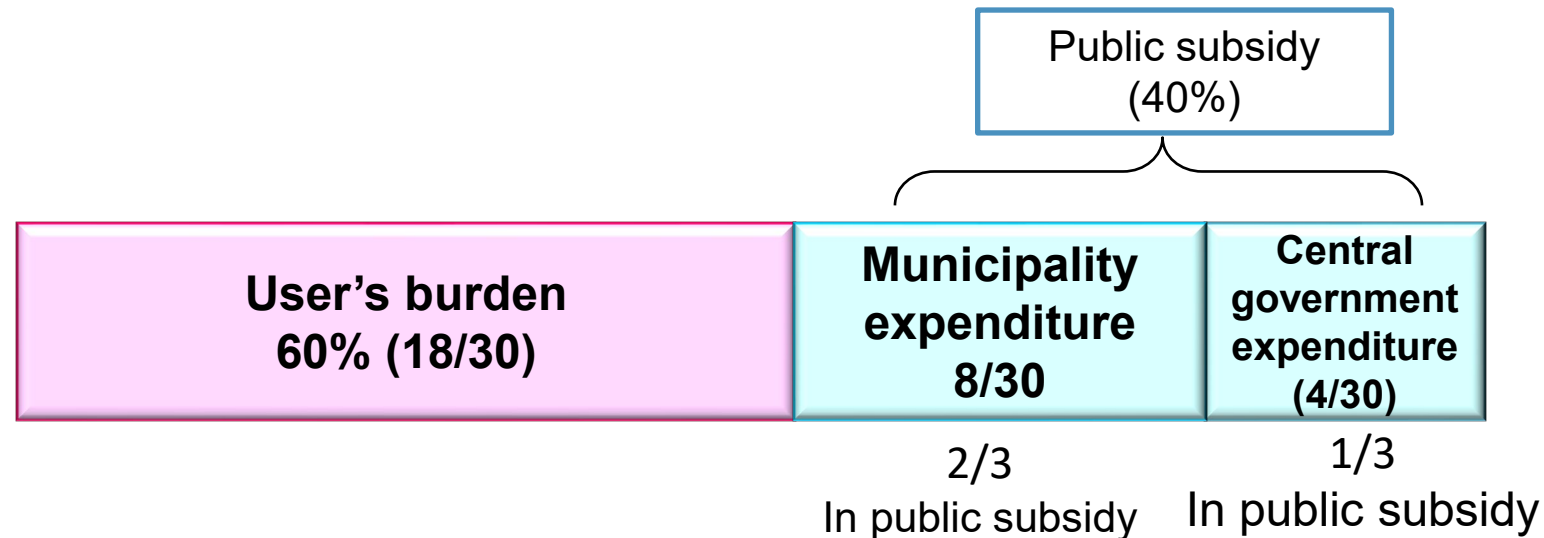 Public subsidy
(40%)
User’s burden
60% (18/30)
Municipality
expenditure
8/30
Central
government
expenditure
(4/30)
2/3
In public subsidy
1/3
In public subsidy